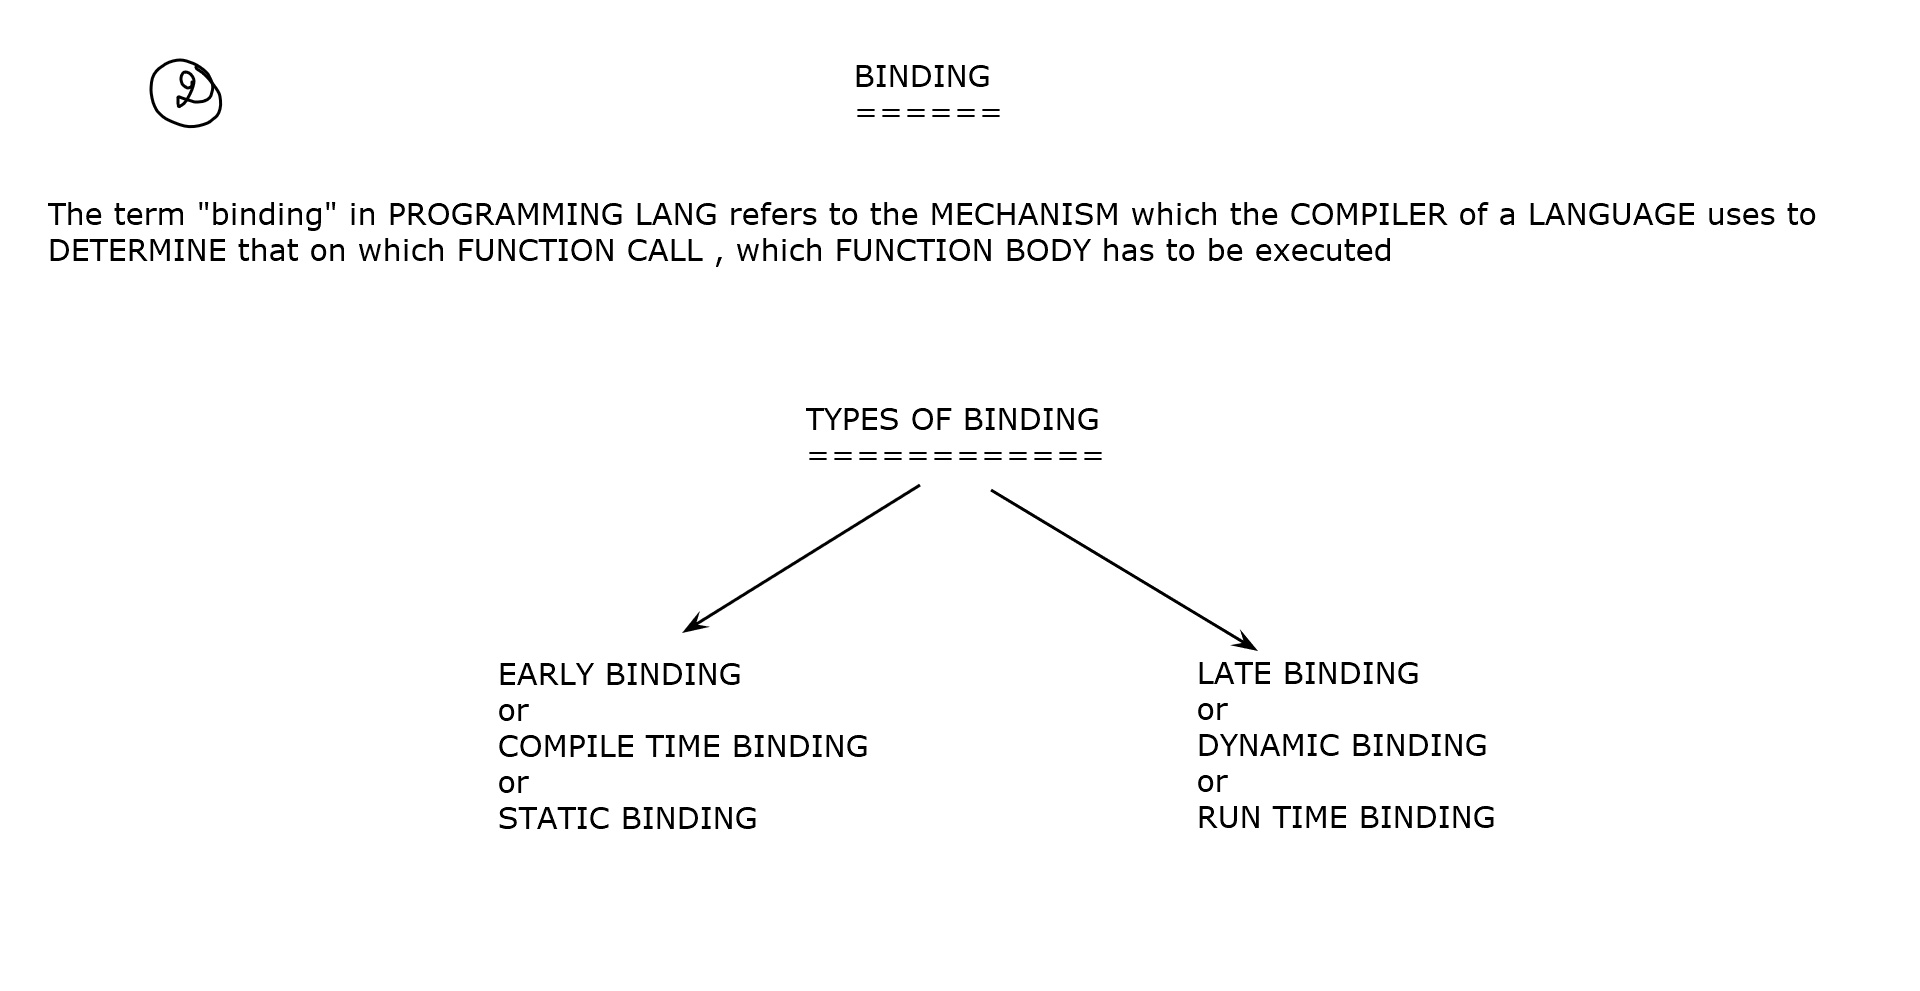 2
BINDING
======
The term "binding" in PROGRAMMING LANG refers to the MECHANISM which the COMPILER of a LANGUAGE uses to
DETERMINE that on which FUNCTION CALL , which FUNCTION BODY has to be executed
TYPES OF BINDING
============
EARLY BINDING
or
COMPILE TIME BINDING
or
STATIC BINDING
LATE BINDING
or
DYNAMIC BINDING
or
RUN TIME BINDING